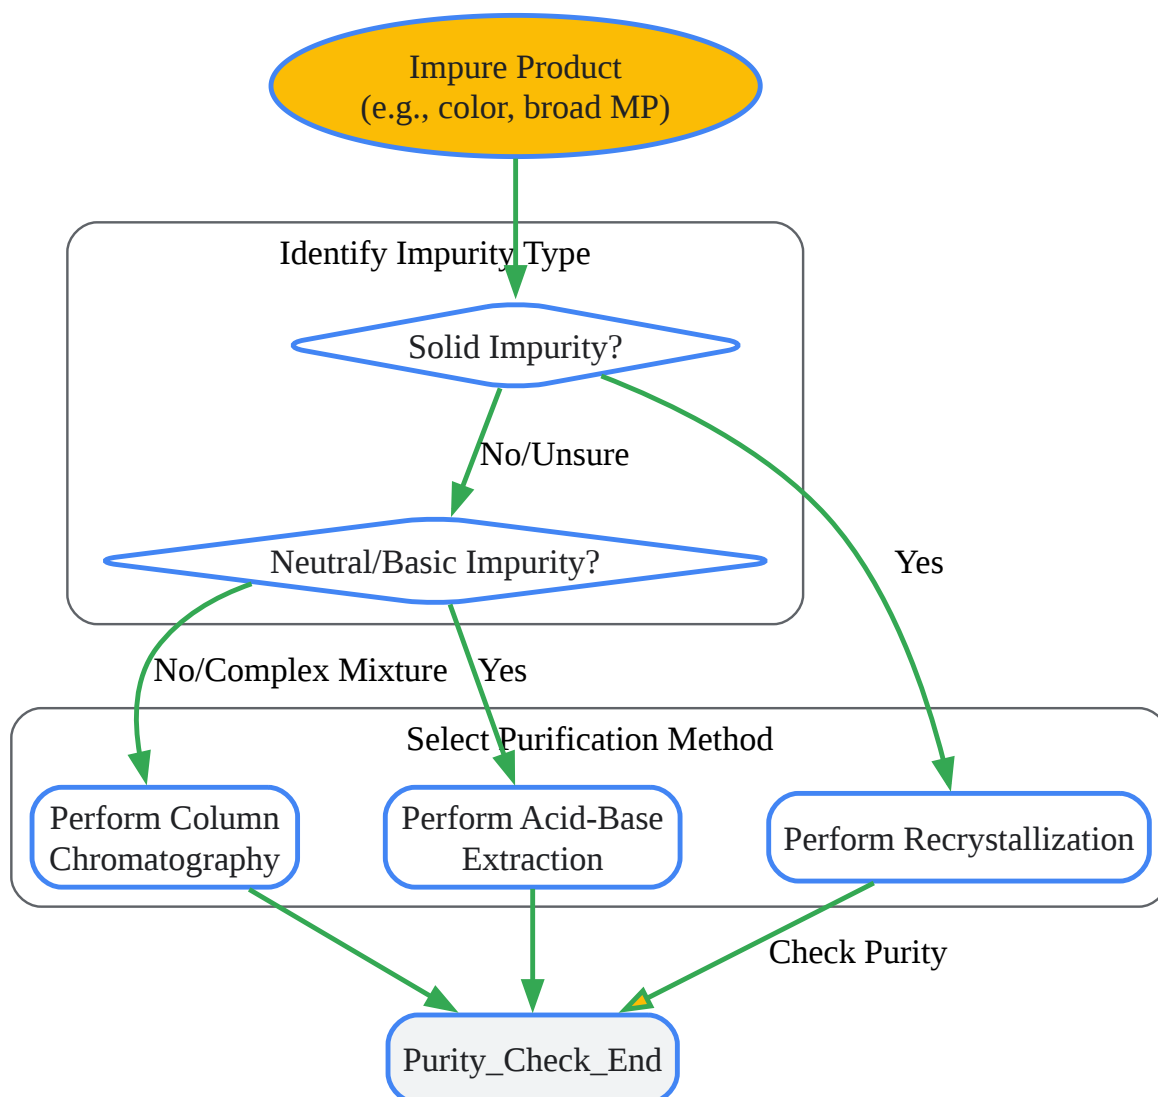 Impure Product
(e.g., color, broad MP)
Identify Impurity Type
Solid Impurity?
No/Unsure
Neutral/Basic Impurity?
Yes
No/Complex Mixture
Yes
Select Purification Method
Perform Column
Chromatography
Perform Acid-Base
Extraction
Perform Recrystallization
Check Purity
Purity_Check_End